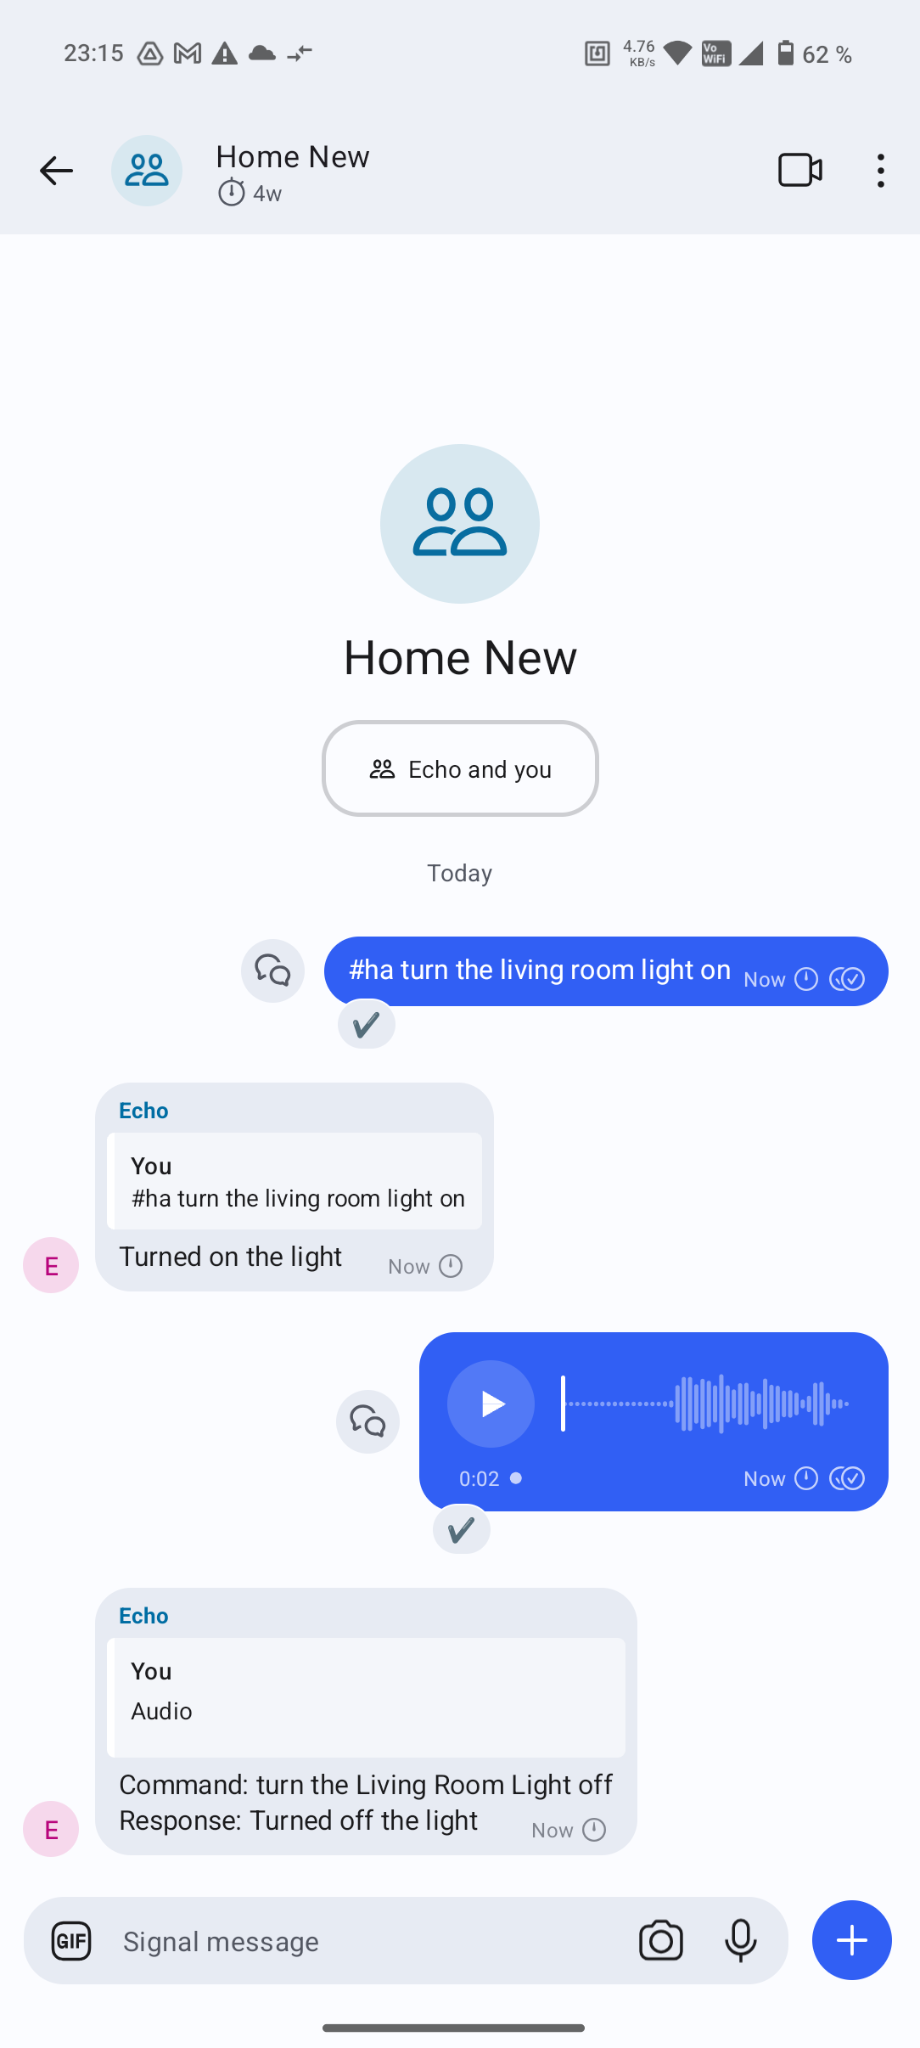 23:15
4.76
KB/s
Vo
WiFi
62 %
Home New
4w
Home New
Echo and you
Today
#ha turn the living room light on
Now
Echo
You
#ha turn the living room light on
Turned on the light
Now
E
0:02
Now
Echo
You
Audio
Command: turn the Living Room Light off
Response: Turned off the light
Now
E
GIF
Signal message